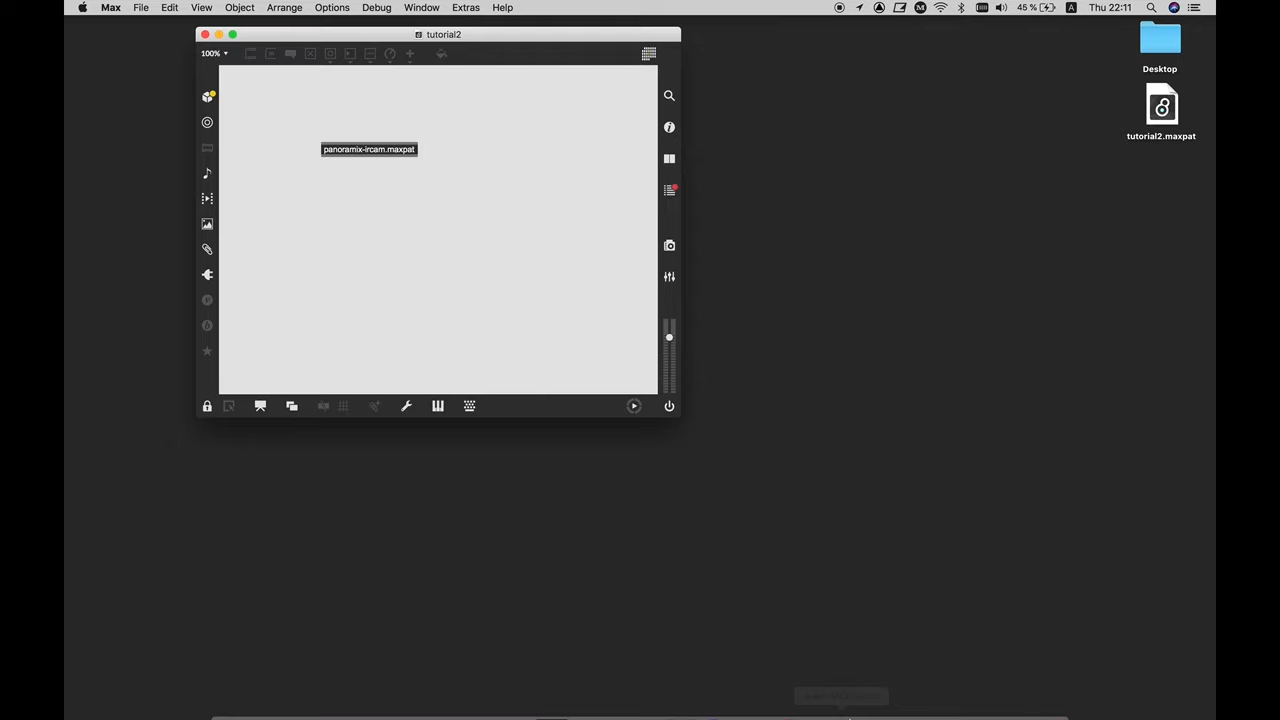 Max File Edit View Object Arrange Options Debug Window Extras Help
45 % A Thu 22:11
tutorial2
100%
panoramix-ircam.maxpat
Desktop
tutorial2.maxpat